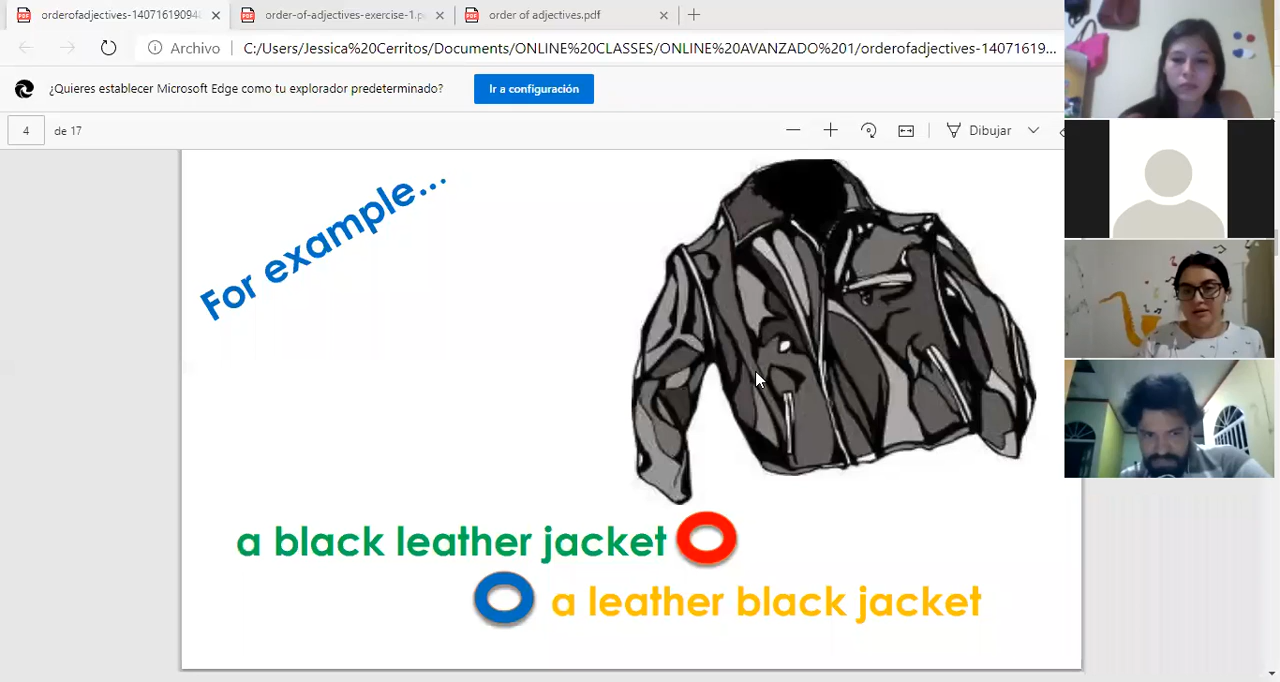 orderofadjectives-140716190948
order-of-adjectives-exercise-1.p
order of adjectives.pdf
Archivo
C:/Users/Jessica%20Cerritos/Documents/ONLINE%20CLASSES/ONLINE%20AVANZADO%201/orderofadjectives-14071619...
¿Quieres establecer Microsoft Edge como tu explorador predeterminado?
Ir a configuración
4 de 17
Dibujar
For example...
a black leather jacket
a leather black jacket